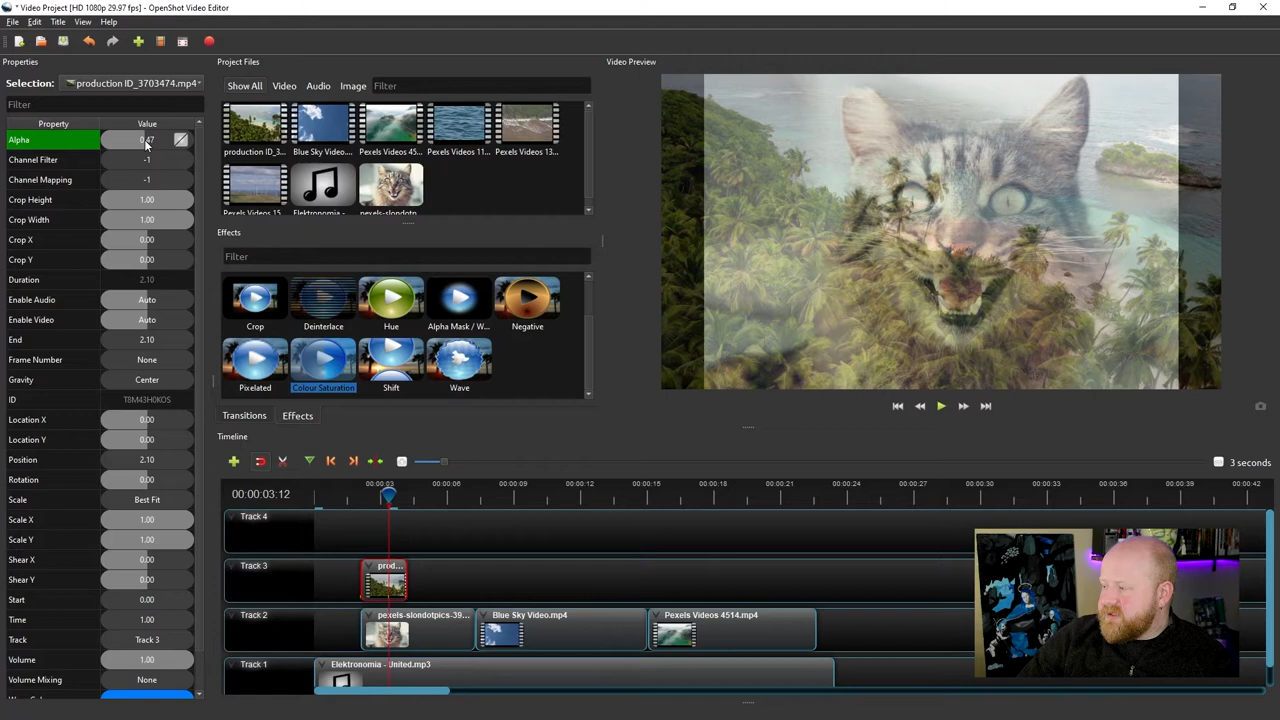 * Video Project [HD 1080p 29.97 fps] - OpenShot Video Editor
File Edit Title View Help
Properties
Selection: production ID_3703474.mp4
Filter
Property Value
Alpha 0.47
Channel Filter -1
Channel Mapping -1
Crop Height 1.00
Crop Width 1.00
Crop X 0.00
Crop Y 0.00
Duration 2.10
Enable Audio Auto
Enable Video Auto
End 2.10
Frame Number None
Gravity Center
ID T8M43H0KOS
Location X 0.00
Location Y 0.00
Position 2.10
Rotation 0.00
Scale Best Fit
Scale X 1.00
Scale Y 1.00
Shear X 0.00
Shear Y 0.00
Start 0.00
Time 1.00
Track Track 3
Volume 1.00
Volume Mixing None
Project Files
Show All Video Audio Image Filter
production ID_3... Blue Sky Video.... Pexels Videos 45... Pexels Videos 11... Pexels Videos 13...
Pexels Videos 15... Elektronomia - ... pexels-slondotp...
Effects
Filter
Crop Deinterlace Hue Alpha Mask / W... Negative
Pixelated Colour Saturation Shift Wave
Transitions Effects
Video Preview
Timeline
3 seconds
00:00:03:12
00:00:03 00:00:06 00:00:09 00:00:12 00:00:15 00:00:18 00:00:21 00:00:24 00:00:27 00:00:30 00:00:33 00:00:36 00:00:39 00:00:42
Track 4
Track 3 prod...
Track 2 pexels-slondotpics-39... Blue Sky Video.mp4 Pexels Videos 4514.mp4
Track 1 Elektronomia - United.mp3